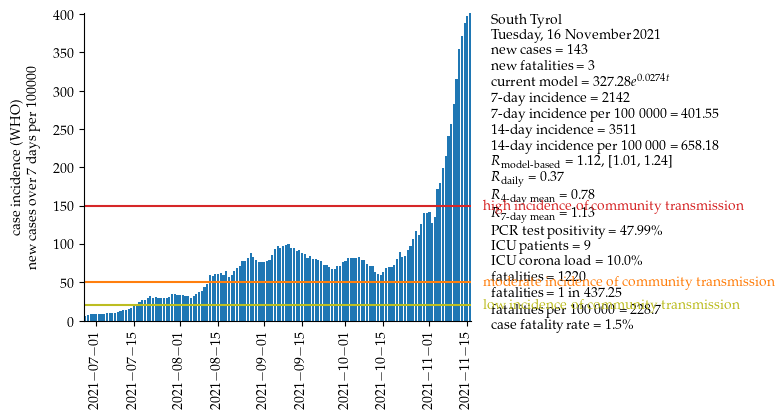 400
350
300
250
200
150
100
50
0
case incidence (WHO)
new cases over 7 days per 100000
2021−07−01
2021−07−15
2021−08−01
2021−08−15
2021−09−01
2021−09−15
2021−10−01
2021−10−15
2021−11−01
2021−11−15
South Tyrol
Tuesday, 16 November 2021
new cases = 143
new fatalities = 3
current model = 327.28e^0.0274t
7-day incidence = 2142
7-day incidence per 100 0000 = 401.55
14-day incidence = 3511
14-day incidence per 100 000 = 658.18
R_model-based = 1.12, [1.01, 1.24]
R_daily = 0.37
R_4-day mean = 0.78
high incidence of community transmission
R_7-day mean = 1.13
PCR test positivity = 47.99%
ICU patients = 9
ICU corona load = 10.0%
fatalities = 1220
moderate incidence of community transmission
fatalities = 1 in 437.25
low incidence of community transmission
fatalities per 100 000 = 228.7
case fatality rate = 1.5%